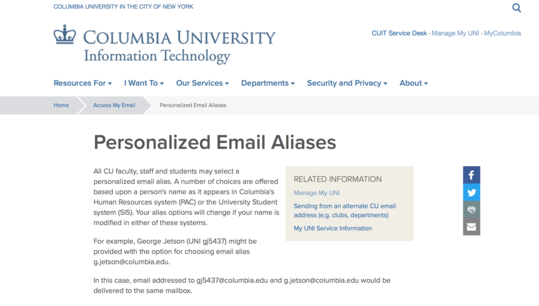 COLUMBIA UNIVERSITY IN THE CITY OF NEW YORK
COLUMBIA UNIVERSITY
Information Technology
CUIT Service Desk · Manage My UNI · MyColumbia
Resources For I Want To Our Services Departments Security and Privacy About
Home Access My Email Personalized Email Aliases
Personalized Email Aliases
All CU faculty, staff and students may select a
personalized email alias. A number of choices are offered
based upon a person's name as it appears in Columbia's
Human Resources system (PAC) or the University Student
system (SIS). Your alias options will change if your name is
modified in either of these systems.
For example, George Jetson (UNI gj5437) might be
provided with the option for choosing email alias
g.jetson@columbia.edu.
In this case, email addressed to gj5437@columbia.edu and g.jetson@columbia.edu would be
delivered to the same mailbox.
RELATED INFORMATION
Manage My UNI
Sending from an alternate CU email
address (e.g. clubs, departments)
My UNI Service Information